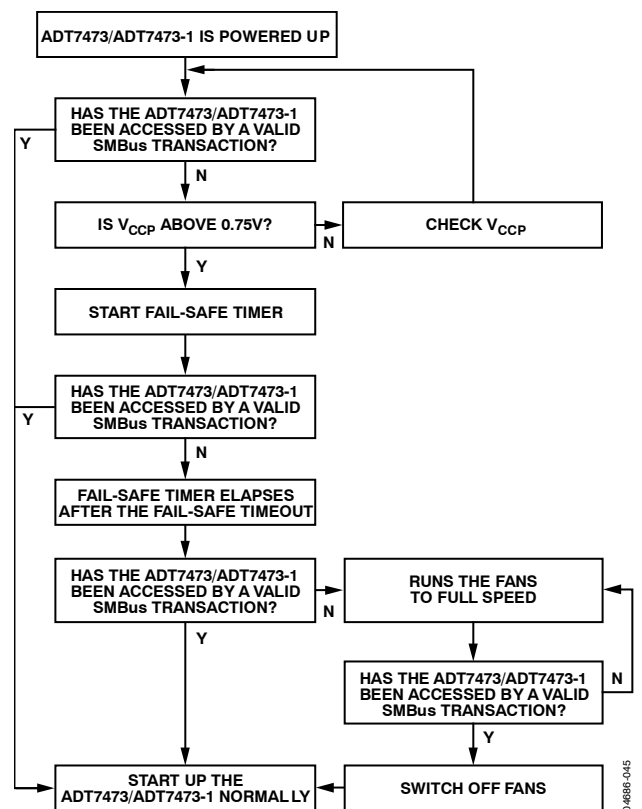 ADT7473/ADT7473-1 IS POWERED UP
HAS THE ADT7473/ADT7473-1
BEEN ACCESSED BY A VALID
SMBus TRANSACTION?
Y
N
IS VCCP ABOVE 0.75V?
N
CHECK VCCP
Y
START FAIL-SAFE TIMER
HAS THE ADT7473/ADT7473-1
BEEN ACCESSED BY A VALID
SMBus TRANSACTION?
Y
N
FAIL-SAFE TIMER ELAPSES
AFTER THE FAIL-SAFE TIMEOUT
HAS THE ADT7473/ADT7473-1
BEEN ACCESSED BY A VALID
SMBus TRANSACTION?
N
Y
RUNS THE FANS
TO FULL SPEED
HAS THE ADT7473/ADT7473-1
BEEN ACCESSED BY A VALID
SMBus TRANSACTION?
N
Y
SWITCH OFF FANS
START UP THE
ADT7473/ADT7473-1 NORMALLY
04686-045